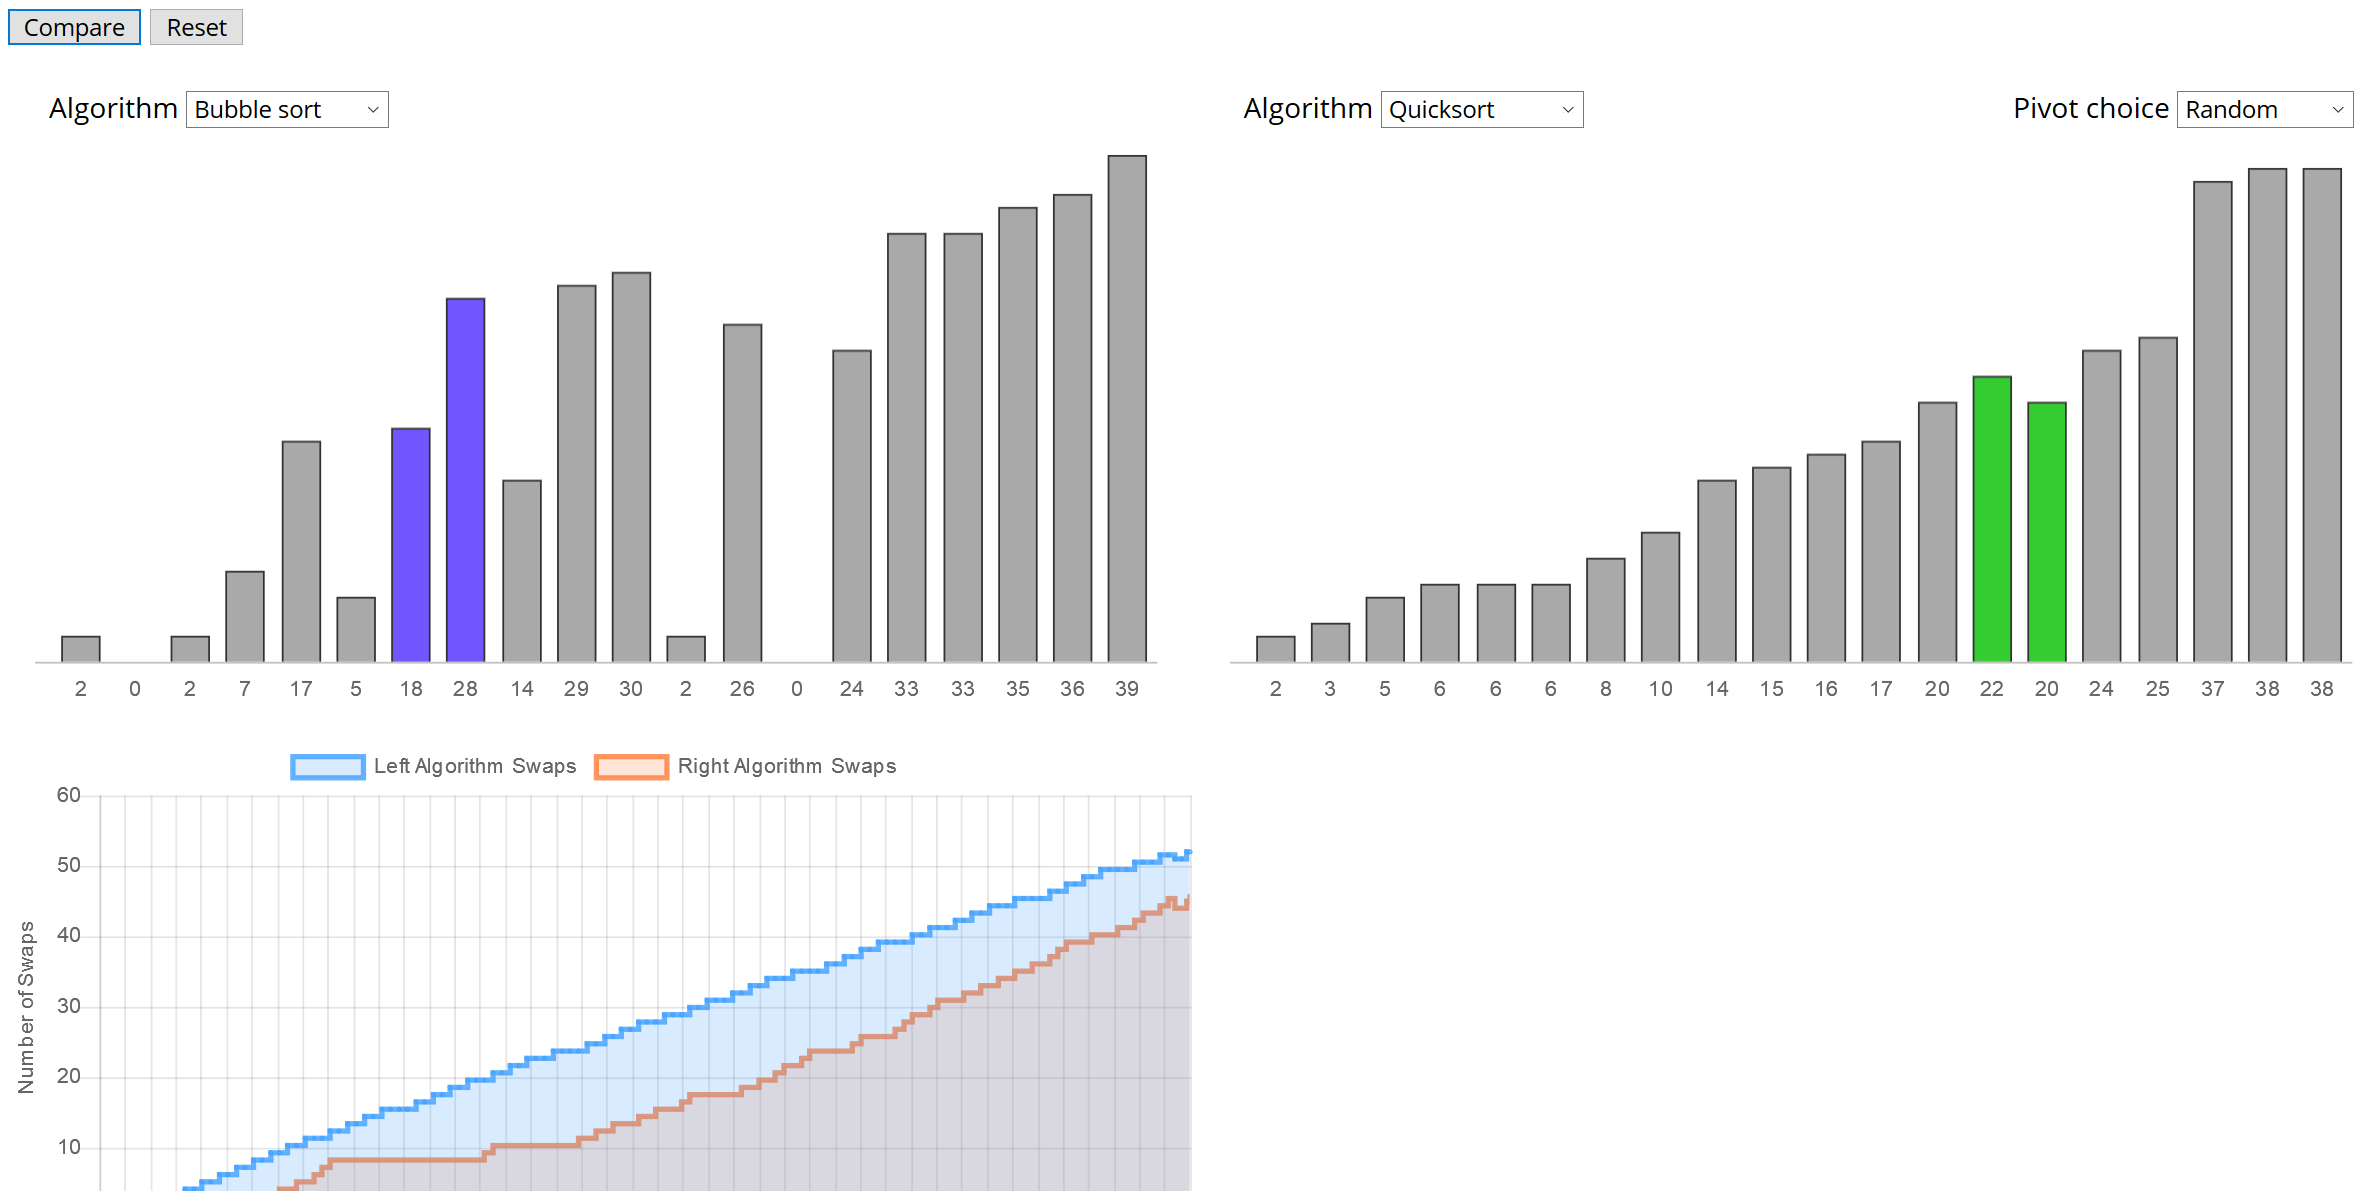 Compare Reset
Algorithm Bubble sort
Algorithm Quicksort Pivot choice Random
2 0 2 7 17 5 18 28 14 29 30 2 26 0 24 33 33 35 36 39
2 3 5 6 6 6 8 10 14 15 16 17 20 22 20 24 25 37 38 38
Left Algorithm Swaps Right Algorithm Swaps
60
50
40
30
20
10
Number of Swaps